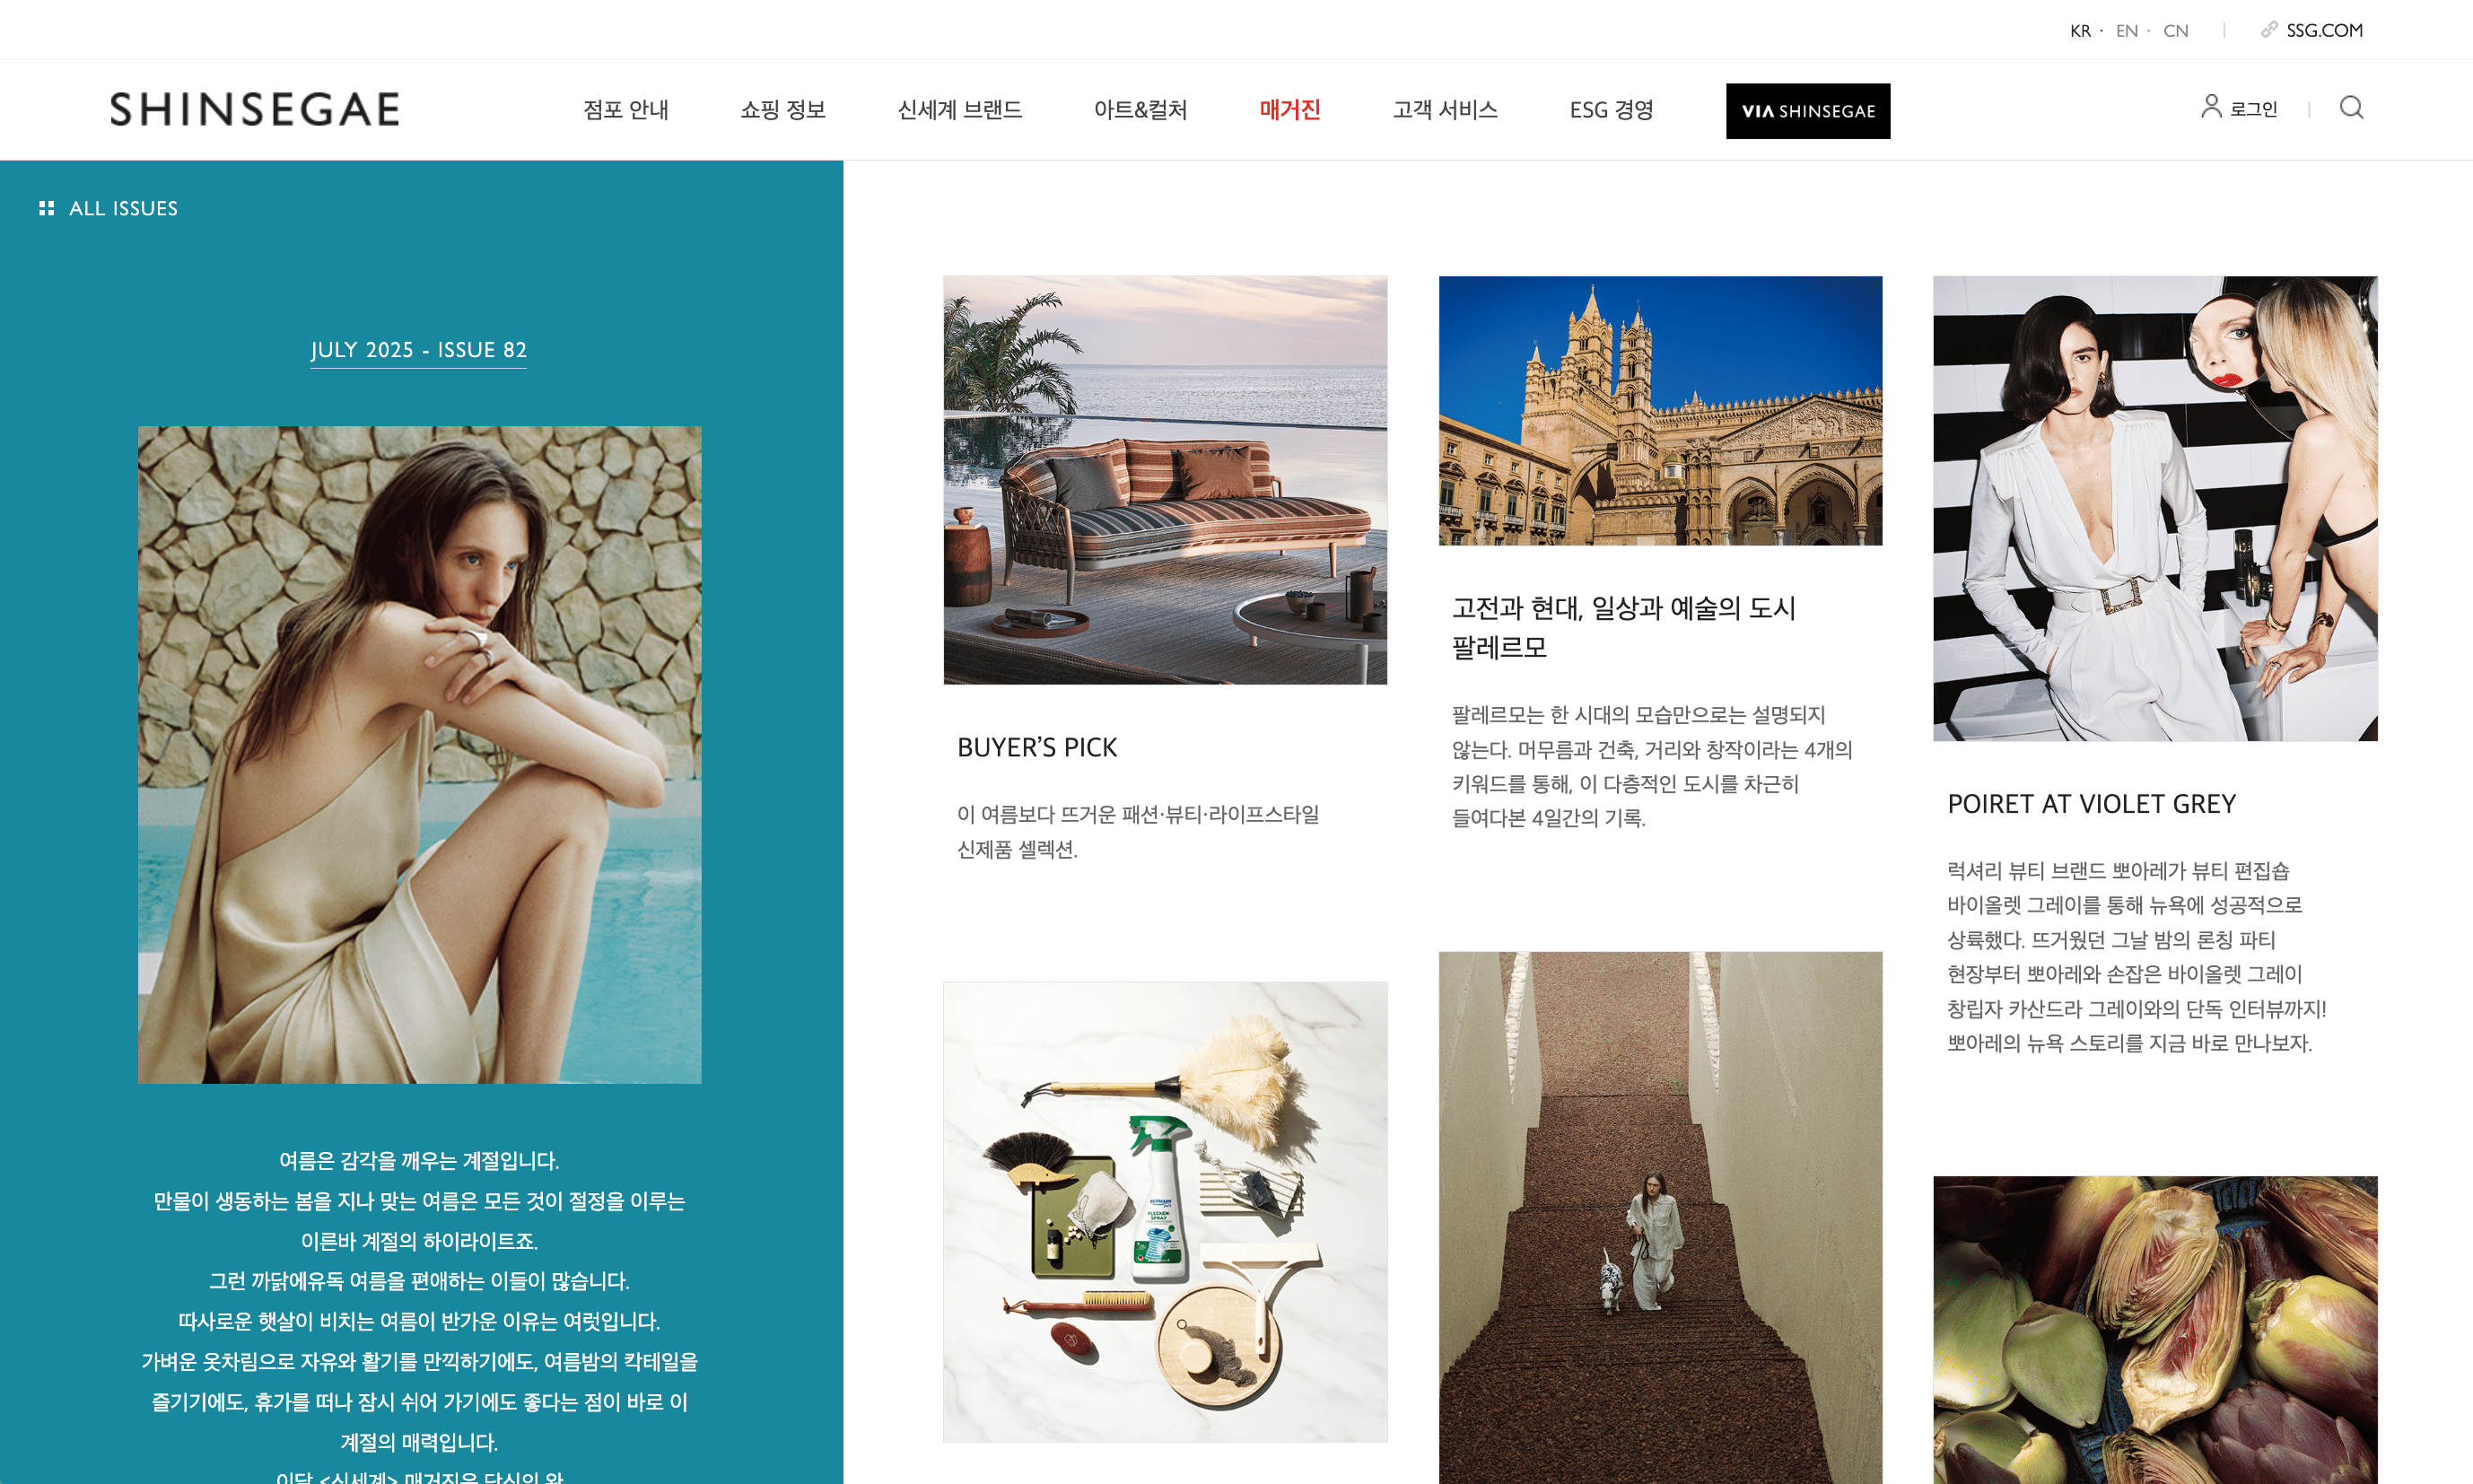 KR · EN · CN
SSG.COM
SHINSEGAE
점포 안내
쇼핑 정보
신세계 브랜드
아트&컬처
매거진
고객 서비스
ESG 경영
VIA SHINSEGAE
로그인
ALL ISSUES
JULY 2025 - ISSUE 82
여름은 감각을 깨우는 계절입니다.
만물이 생동하는 봄을 지나 맞는 여름은 모든 것이 절정을 이루는
이른바 계절의 하이라이트죠.
그런 까닭에유독 여름을 편애하는 이들이 많습니다.
따사로운 햇살이 비치는 여름이 반가운 이유는 여럿입니다.
가벼운 옷차림으로 자유와 활기를 만끽하기에도, 여름밤의 칵테일을
즐기기에도, 휴가를 떠나 잠시 쉬어 가기에도 좋다는 점이 바로 이
계절의 매력입니다.
이달 <신세계> 매거진은 당신의 완
BUYER'S PICK
이 여름보다 뜨거운 패션·뷰티·라이프스타일
신제품 셀렉션.
고전과 현대, 일상과 예술의 도시
팔레르모
팔레르모는 한 시대의 모습만으로는 설명되지
않는다. 머무름과 건축, 거리와 창작이라는 4개의
키워드를 통해, 이 다층적인 도시를 차근히
들여다본 4일간의 기록.
POIRET AT VIOLET GREY
럭셔리 뷰티 브랜드 뽀아레가 뷰티 편집숍
바이올렛 그레이를 통해 뉴욕에 성공적으로
상륙했다. 뜨거웠던 그날 밤의 론칭 파티
현장부터 뽀아레와 손잡은 바이올렛 그레이
창립자 카산드라 그레이와의 단독 인터뷰까지!
뽀아레의 뉴욕 스토리를 지금 바로 만나보자.
FLECKEN
SPRAY